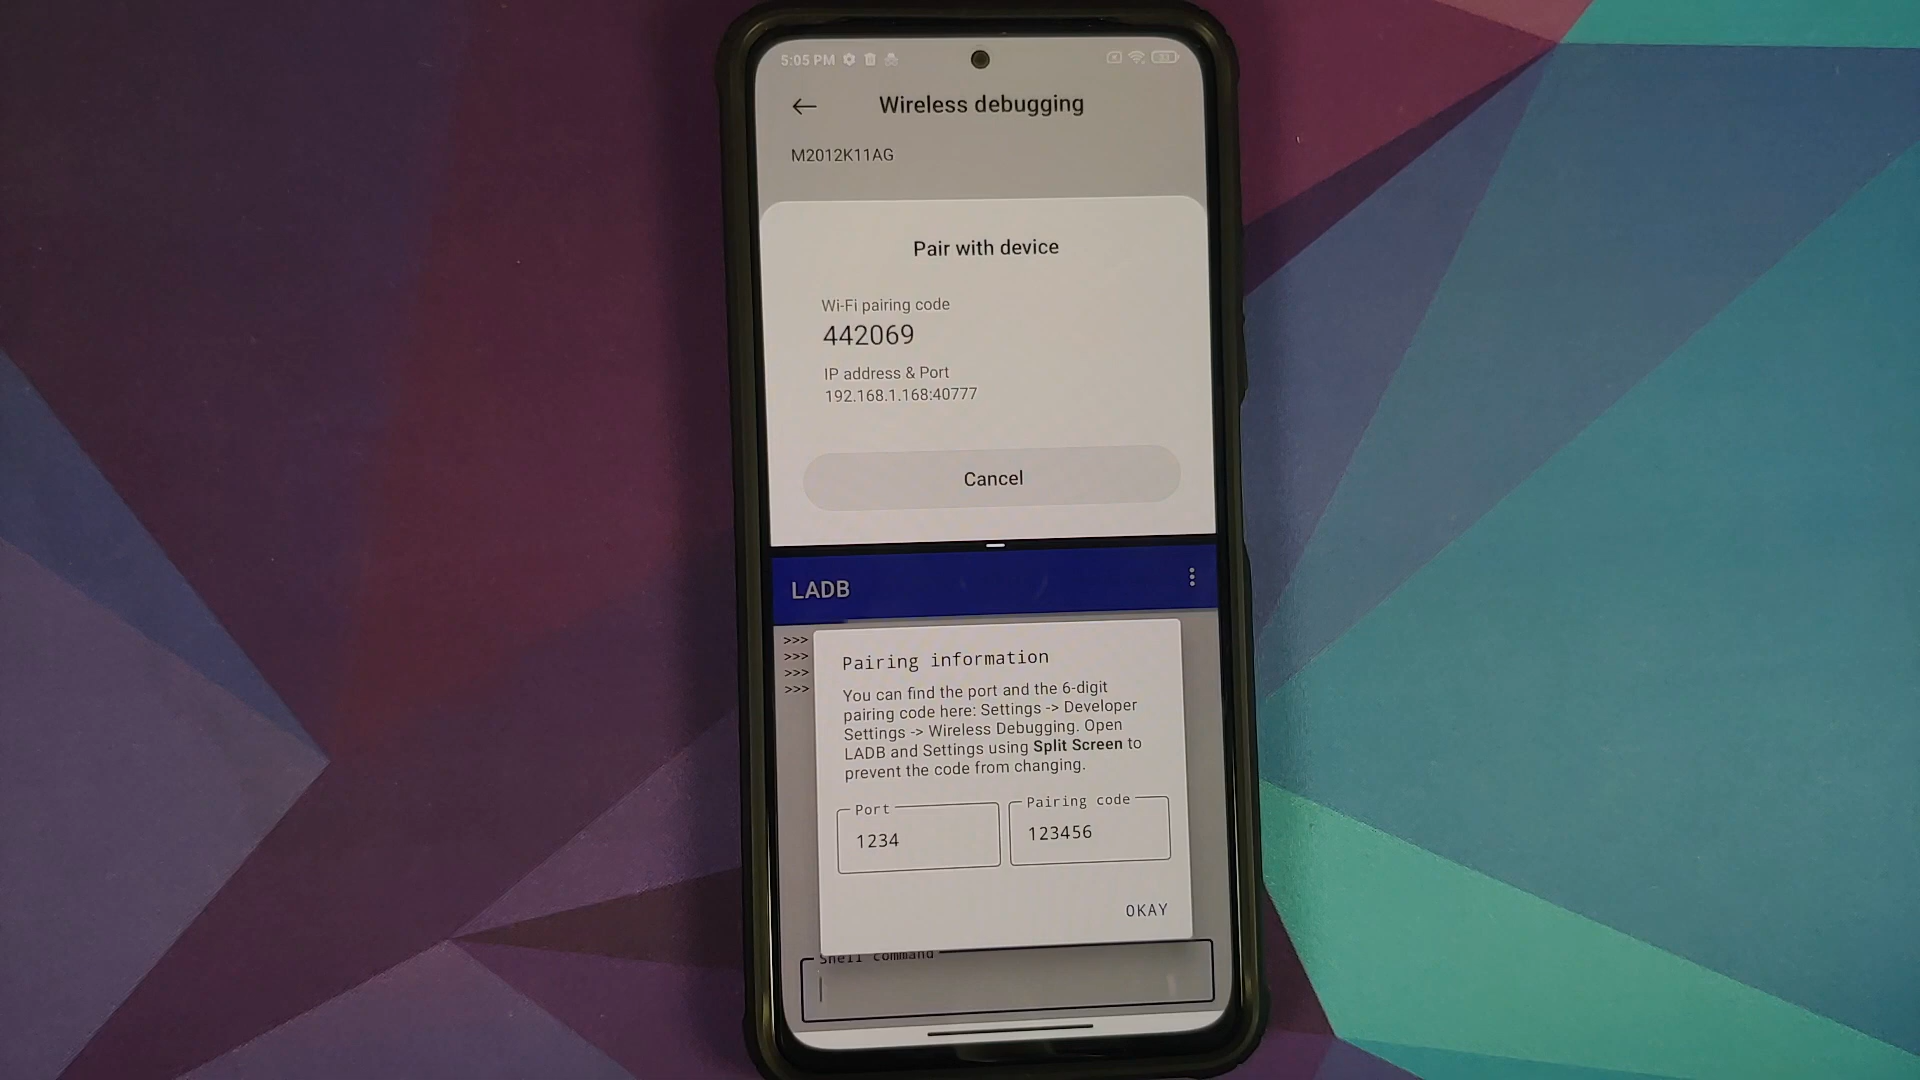 5:05 PM
33
Wireless debugging
M2012K11AG
Pair with device
Wi-Fi pairing code
442069
IP address & Port
192.168.1.168:40777
Cancel
LADB
>>>
>>>
>>>
>>>
Pairing information
You can find the port and the 6-digit
pairing code here: Settings -> Developer
Settings -> Wireless Debugging. Open
LADB and Settings using Split Screen to
prevent the code from changing.
Port
1234
Pairing code
123456
OKAY
Shell command